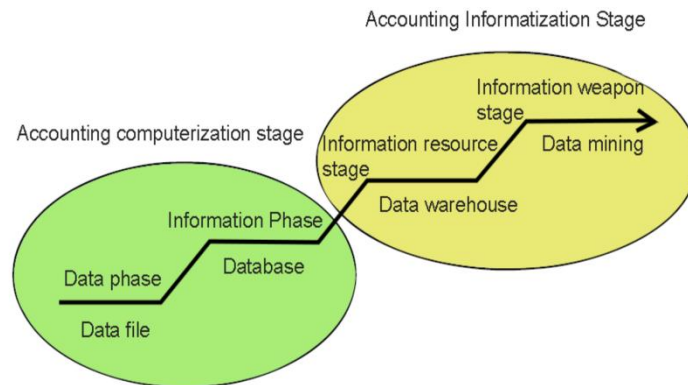 Accounting Informatization Stage
Information weapon
stage
Data mining
Accounting computerization stage
Information resource
stage
Data warehouse
Information Phase
Database
Data phase
Data file